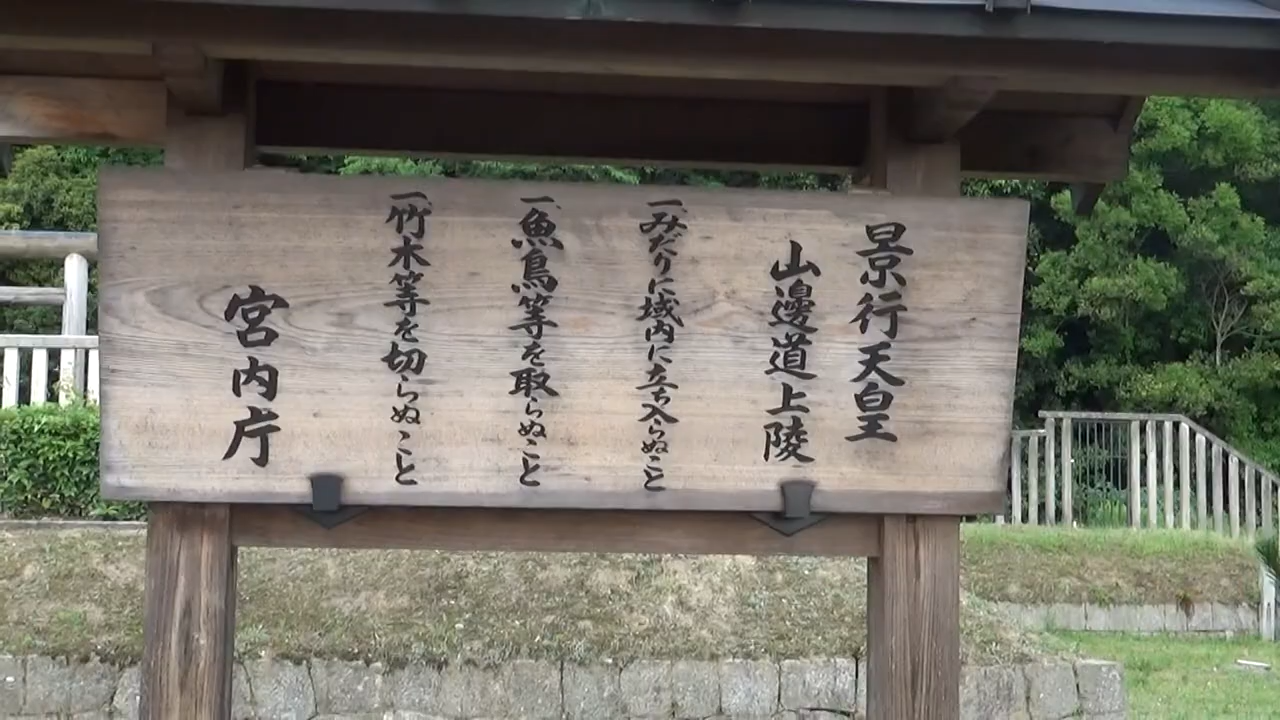 景行天皇
山邊道上陵
一、みだりに域内に立ち入らぬこと
一、魚鳥等を取らぬこと
一、竹木等を切らぬこと
宮内庁